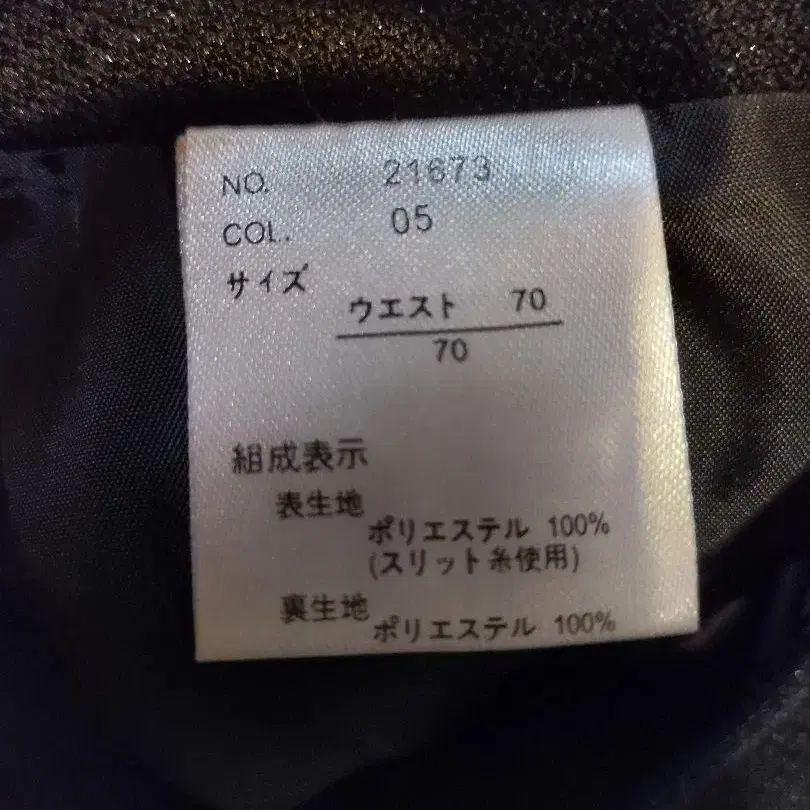 NO. 21673
COL. 05
サイズ
ウエスト 70
70
組成表示
表生地
ポリエステル 100%
(スリット糸使用)
裏生地
ポリエステル 100%